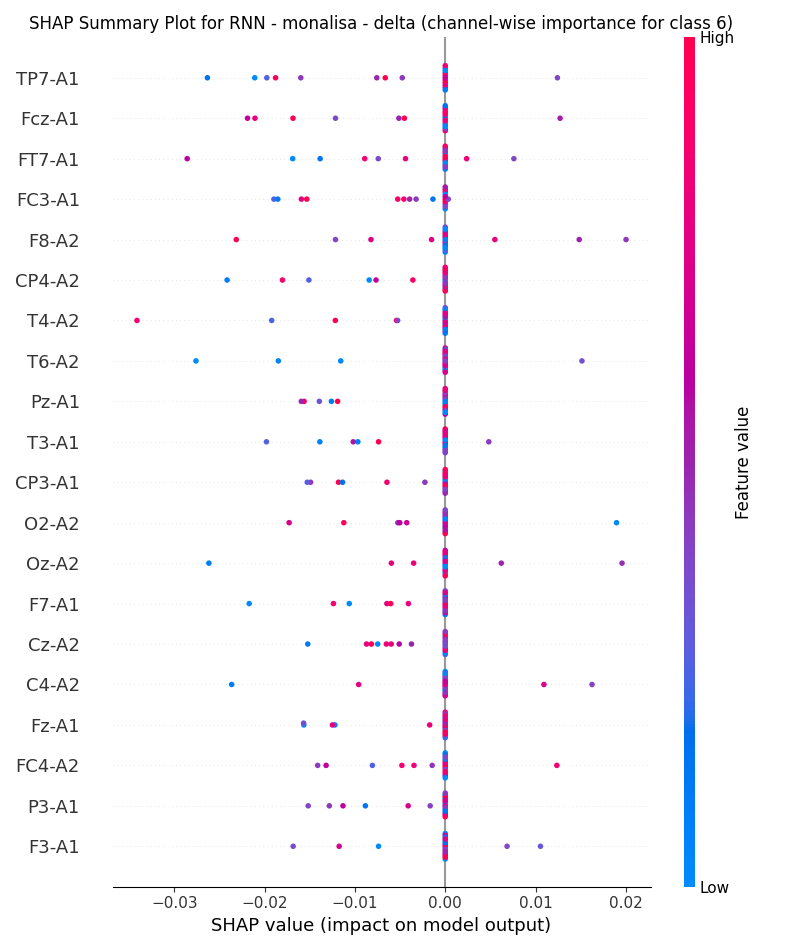 SHAP Summary Plot for RNN - monalisa - delta (channel-wise importance for class 6)
High
TP7-A1
Fcz-A1
FT7-A1
FC3-A1
F8-A2
CP4-A2
T4-A2
T6-A2
Pz-A1
T3-A1
CP3-A1
O2-A2
Oz-A2
F7-A1
Cz-A2
C4-A2
Fz-A1
FC4-A2
P3-A1
F3-A1
Feature value
Low
−0.03 −0.02 −0.01 0.00 0.01 0.02
SHAP value (impact on model output)